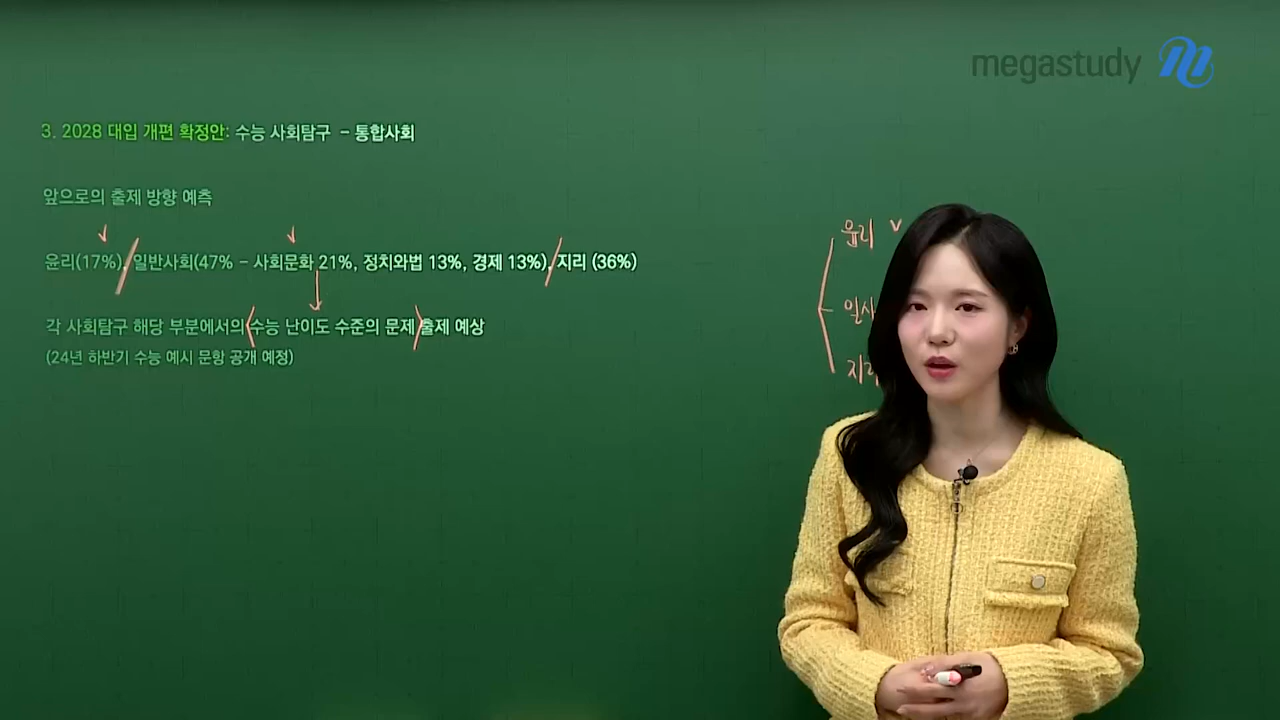 megastudy
3. 2028 대입 개편 확정안: 수능 사회탐구 - 통합사회
앞으로의 출제 방향 예측
윤리(17%), 일반사회(47% - 사회문화 21%, 정치와법 13%, 경제 13%), 지리 (36%)
각 사회탐구 해당 부분에서의 수능 난이도 수준의 문제 출제 예상
(24년 하반기 수능 예시 문항 공개 예정)
윤리
일사
지리